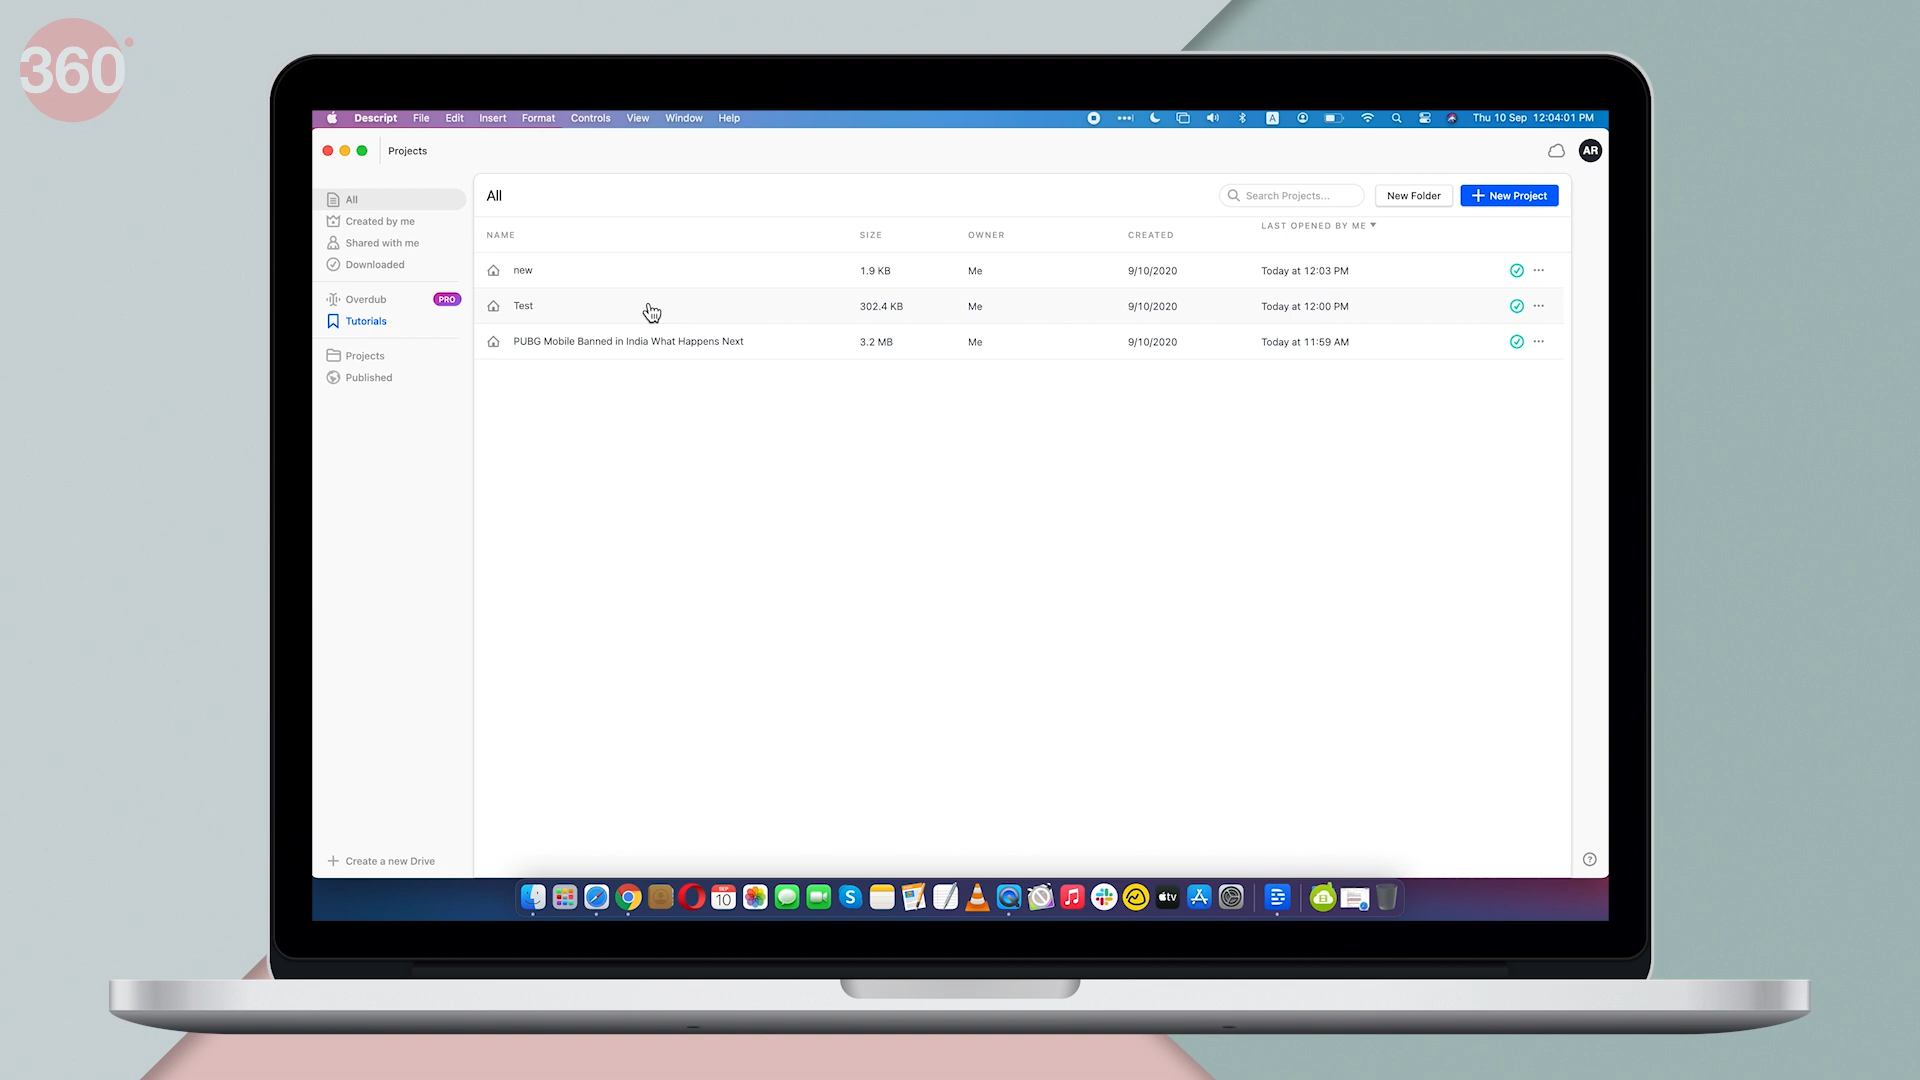 360°
Descript File Edit Insert Format Controls View Window Help
A
Thu 10 Sep 12:04:01 PM
Projects
AR
All
Created by me
Shared with me
Downloaded
Overdub PRO
Tutorials
Projects
Published
Create a new Drive
All
Search Projects...
New Folder
New Project
NAME SIZE OWNER CREATED LAST OPENED BY ME
new 1.9 KB Me 9/10/2020 Today at 12:03 PM
Test 302.4 KB Me 9/10/2020 Today at 12:00 PM
PUBG Mobile Banned in India What Happens Next 3.2 MB Me 9/10/2020 Today at 11:59 AM
?
SEP
10
S
tv